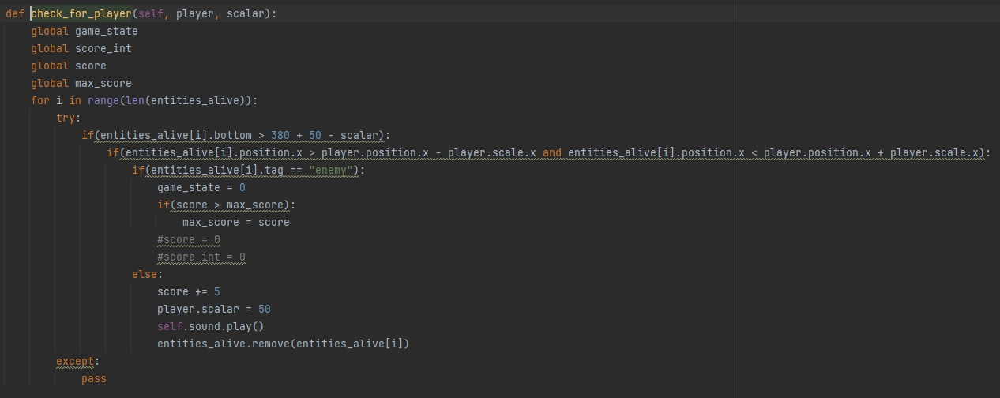 def check_for_player(self, player, scalar):
    global game_state
    global score_int
    global score
    global max_score
    for i in range(len(entities_alive)):
        try:
            if(entities_alive[i].bottom > 380 + 50 - scalar):
                if(entities_alive[i].position.x > player.position.x - player.scale.x and entities_alive[i].position.x < player.position.x + player.scale.x):
                    if(entities_alive[i].tag == "enemy"):
                        game_state = 0
                        if(score > max_score):
                            max_score = score
                        #score = 0
                        #score_int = 0
                    else:
                        score += 5
                        player.scalar = 50
                        self.sound.play()
                        entities_alive.remove(entities_alive[i])
        except:
            pass